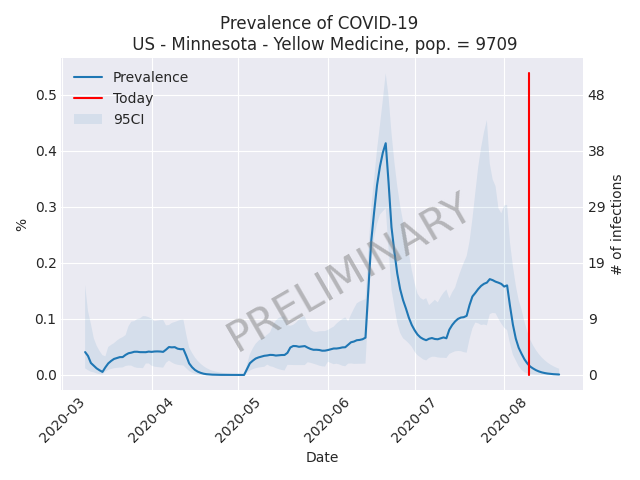 Prevalence of COVID-19
US - Minnesota - Yellow Medicine, pop. = 9709
Prevalence
Today
95CI
PRELIMINARY
%
0.5
0.4
0.3
0.2
0.1
0.0
48
38
29
19
9
0
# of infections
2020-03
2020-04
2020-05
2020-06
2020-07
2020-08
Date